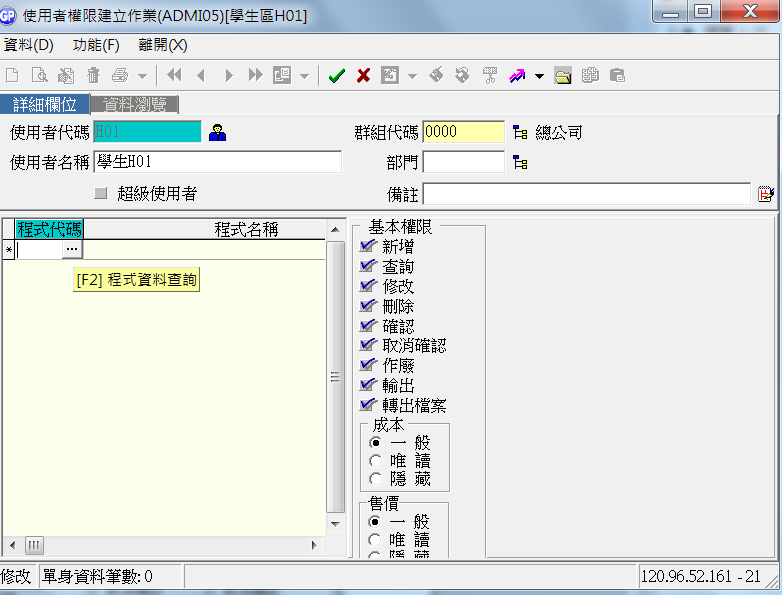 GP 使用者權限建立作業(ADMI05)[學生區H01]
資料(D) 功能(F) 離開(X)
詳細欄位 資料瀏覽
使用者代碼 H01 群組代碼 0000 總公司
使用者名稱 學生H01 部門
超級使用者 備註
程式代碼 程式名稱
* ...
[F2] 程式資料查詢
基本權限
新增
查詢
修改
刪除
確認
取消確認
作廢
輸出
轉出檔案
成本
一 般
唯 讀
隱 藏
售價
一 般
唯 讀
隱 藏
修改 單身資料筆數: 0 120.96.52.161 - 21